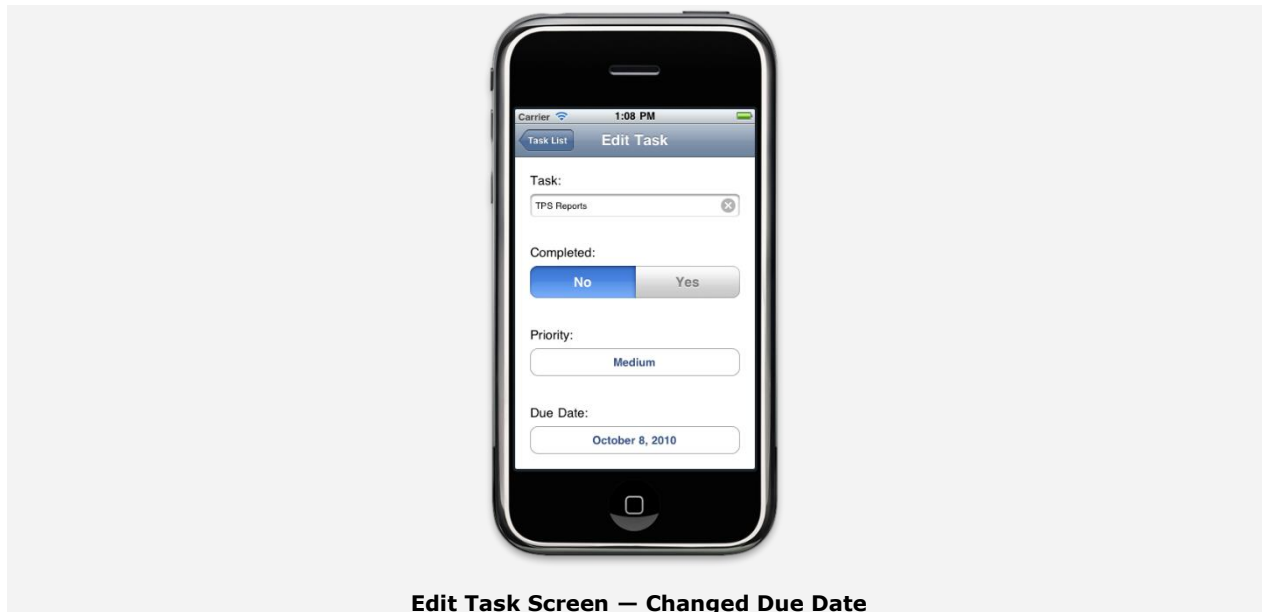 Carrier 1:08 PM
Task List Edit Task
Task:
TPS Reports
Completed:
No Yes
Priority:
Medium
Due Date:
October 8, 2010
Edit Task Screen — Changed Due Date